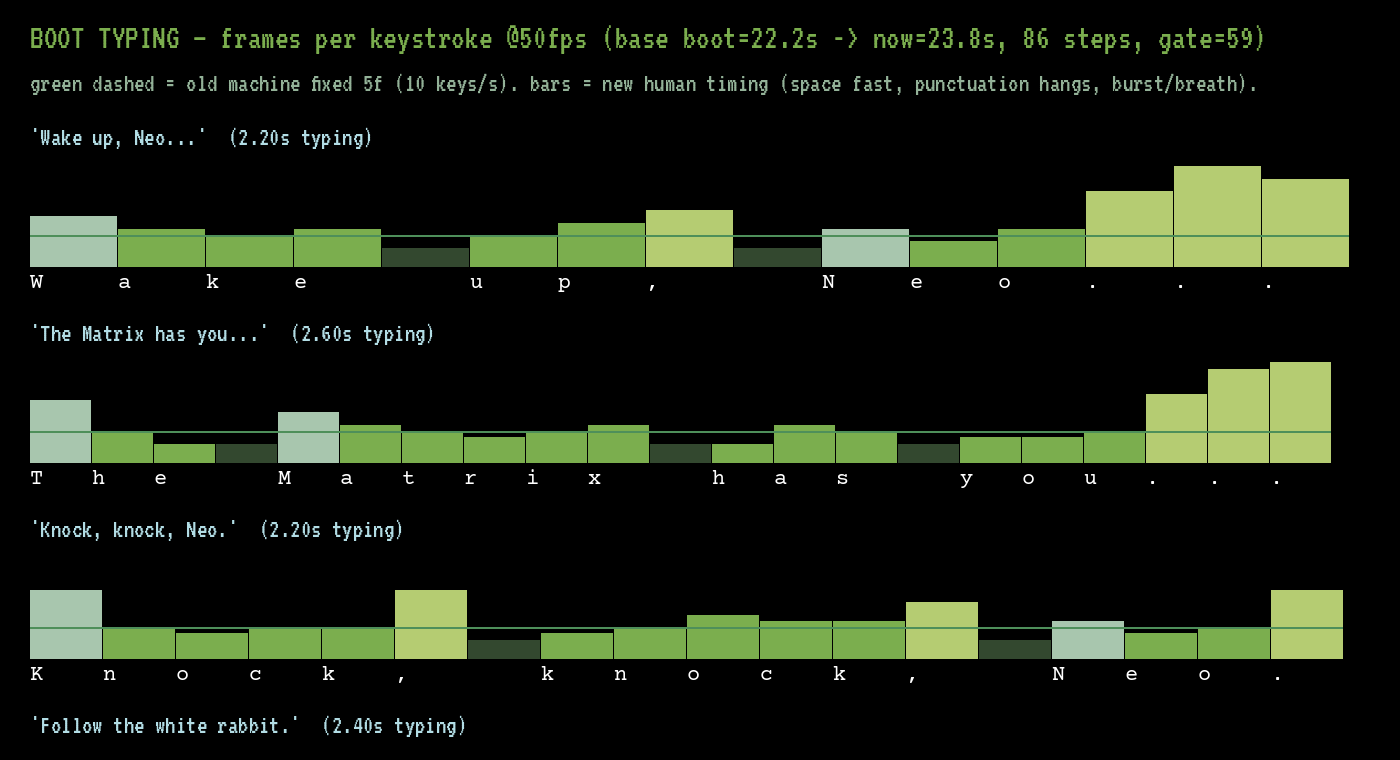 BOOT TYPING - frames per keystroke @50fps (base boot=22.2s -> now=23.8s, 86 steps, gate=59)
green dashed = old machine fixed 5f (10 keys/s). bars = new human timing (space fast, punctuation hangs, burst/breath).
'Wake up, Neo...' (2.20s typing)
W a k e u p , N e o . . .
'The Matrix has you...' (2.60s typing)
T h e M a t r i x h a s y o u . . .
'Knock, knock, Neo.' (2.20s typing)
K n o c k , k n o c k , N e o .
'Follow the white rabbit.' (2.40s typing)